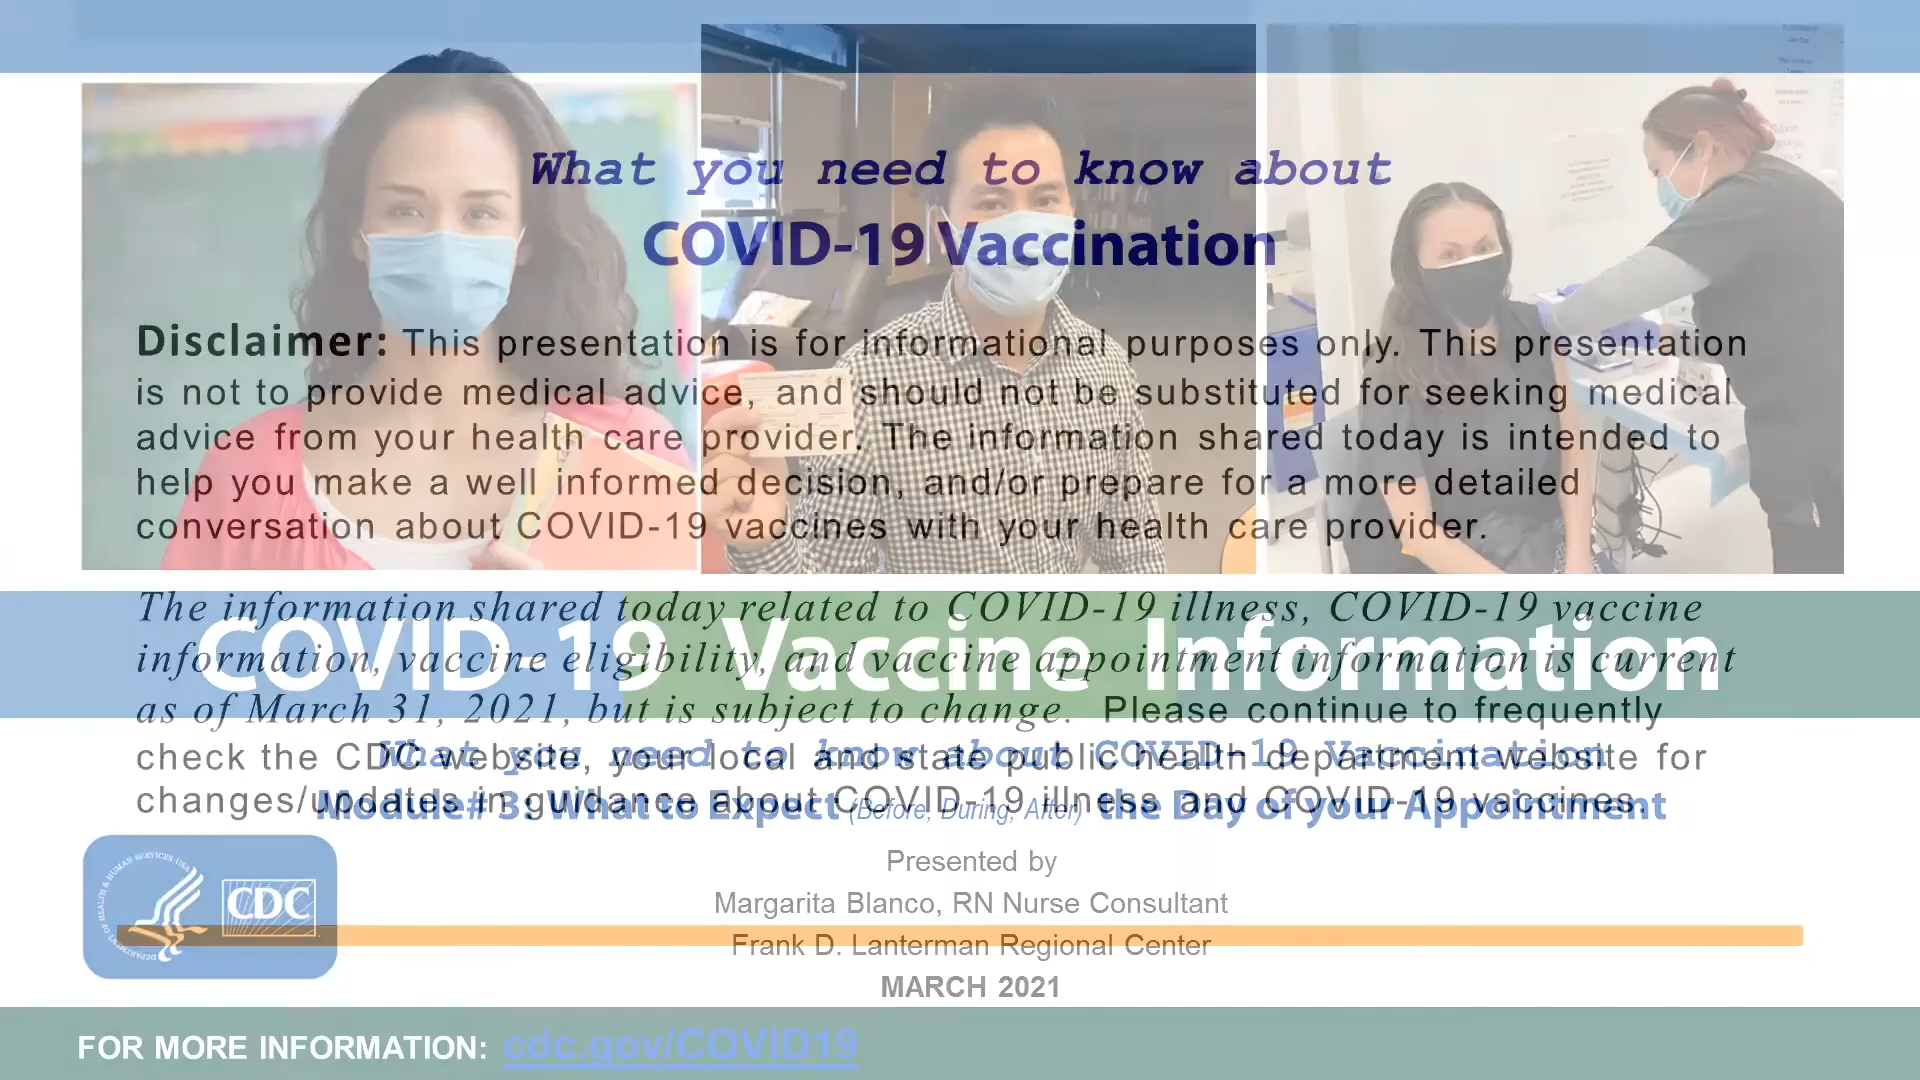 What you need to know about
COVID-19 Vaccination
Disclaimer: This presentation is for informational purposes only. This presentation
is not to provide medical advice, and should not be substituted for seeking medical
advice from your health care provider. The information shared today is intended to
help you make a well informed decision, and/or prepare for a more detailed
conversation about COVID-19 vaccines with your health care provider.
The information shared today related to COVID-19 illness, COVID-19 vaccine
COVID-19 Vaccine Information
information, vaccine eligibility, and vaccine appointment information is current
as of March 31, 2021, but is subject to change. Please continue to frequently
check the CDC website, your local and state public health department website for
What you need to know about COVID-19 Vaccination
changes/updates in guidance about COVID-19 illness and COVID-19 vaccines.
Module# 3: What to Expect (Before, During, After) the Day of your Appointment
Presented by
Margarita Blanco, RN Nurse Consultant
Frank D. Lanterman Regional Center
MARCH 2021
DEPARTMENT OF HEALTH & HUMAN SERVICES USA
CDC
FOR MORE INFORMATION: cdc.gov/COVID19